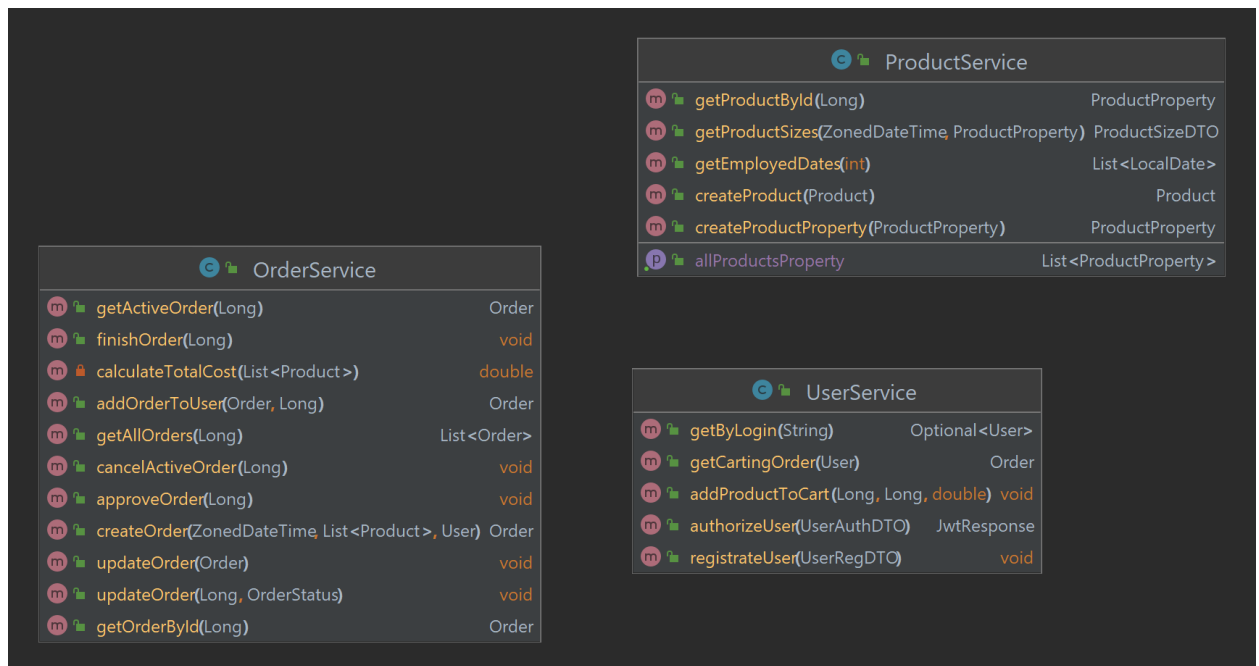 ProductService
getProductById(Long) ProductProperty
getProductSizes(ZonedDateTime, ProductProperty) ProductSizeDTO
getEmployedDates(int) List<LocalDate>
createProduct(Product) Product
createProductProperty(ProductProperty) ProductProperty
allProductsProperty List<ProductProperty>
OrderService
getActiveOrder(Long) Order
finishOrder(Long) void
calculateTotalCost(List<Product>) double
addOrderToUser(Order, Long) Order
getAllOrders(Long) List<Order>
cancelActiveOrder(Long) void
approveOrder(Long) void
createOrder(ZonedDateTime, List<Product>, User) Order
updateOrder(Order) void
updateOrder(Long, OrderStatus) void
getOrderById(Long) Order
UserService
getByLogin(String) Optional<User>
getCartingOrder(User) Order
addProductToCart(Long, Long, double) void
authorizeUser(UserAuthDTO) JwtResponse
registrateUser(UserRegDTO) void